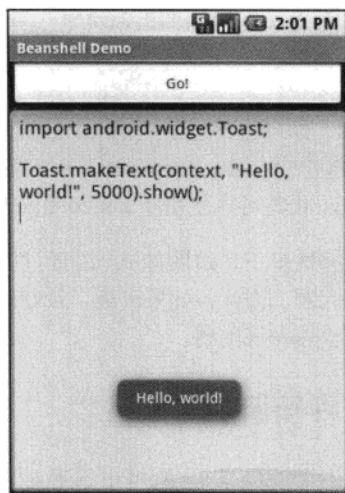 2:01 PM
Beanshell Demo
Go!
import android.widget.Toast;
Toast.makeText(context, "Hello,
world!", 5000).show();
Hello, world!